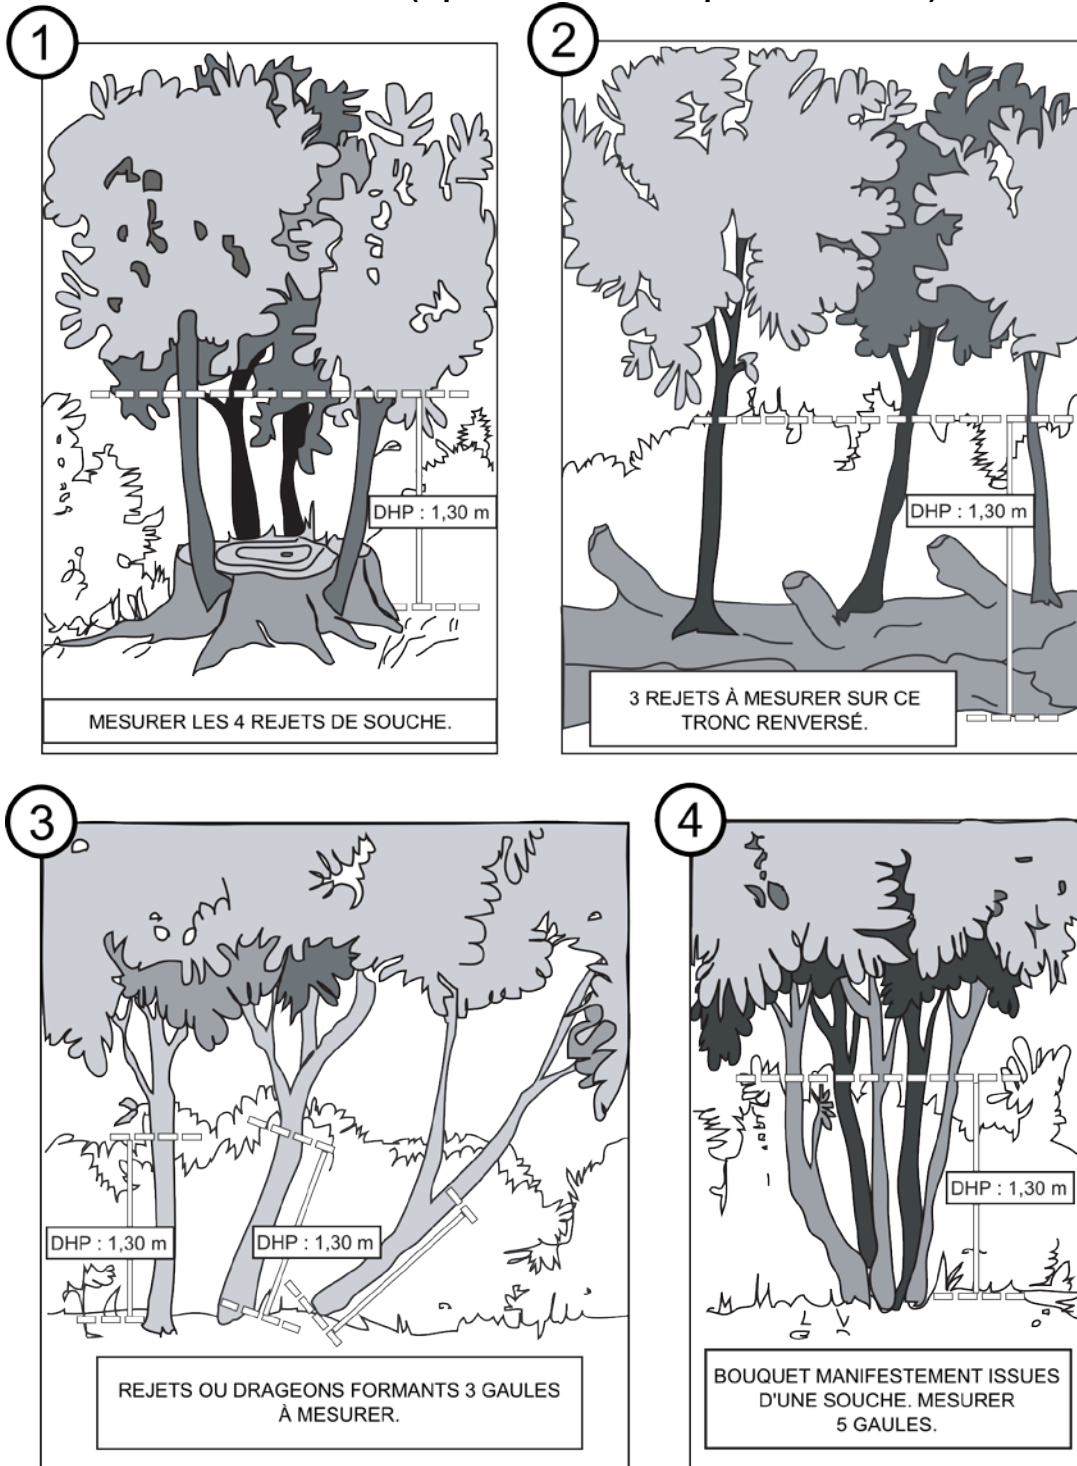 1
2
DHP : 1,30 m
DHP : 1,30 m
MESURER LES 4 REJETS DE SOUCHE.
3 REJETS À MESURER SUR CE
TRONC RENVERSÉ.
3
4
DHP : 1,30 m
DHP : 1,30 m
DHP : 1,30 m
REJETS OU DRAGEONS FORMANTS 3 GAULES
À MESURER.
BOUQUET MANIFESTEMENT ISSUES
D'UNE SOUCHE. MESURER
5 GAULES.